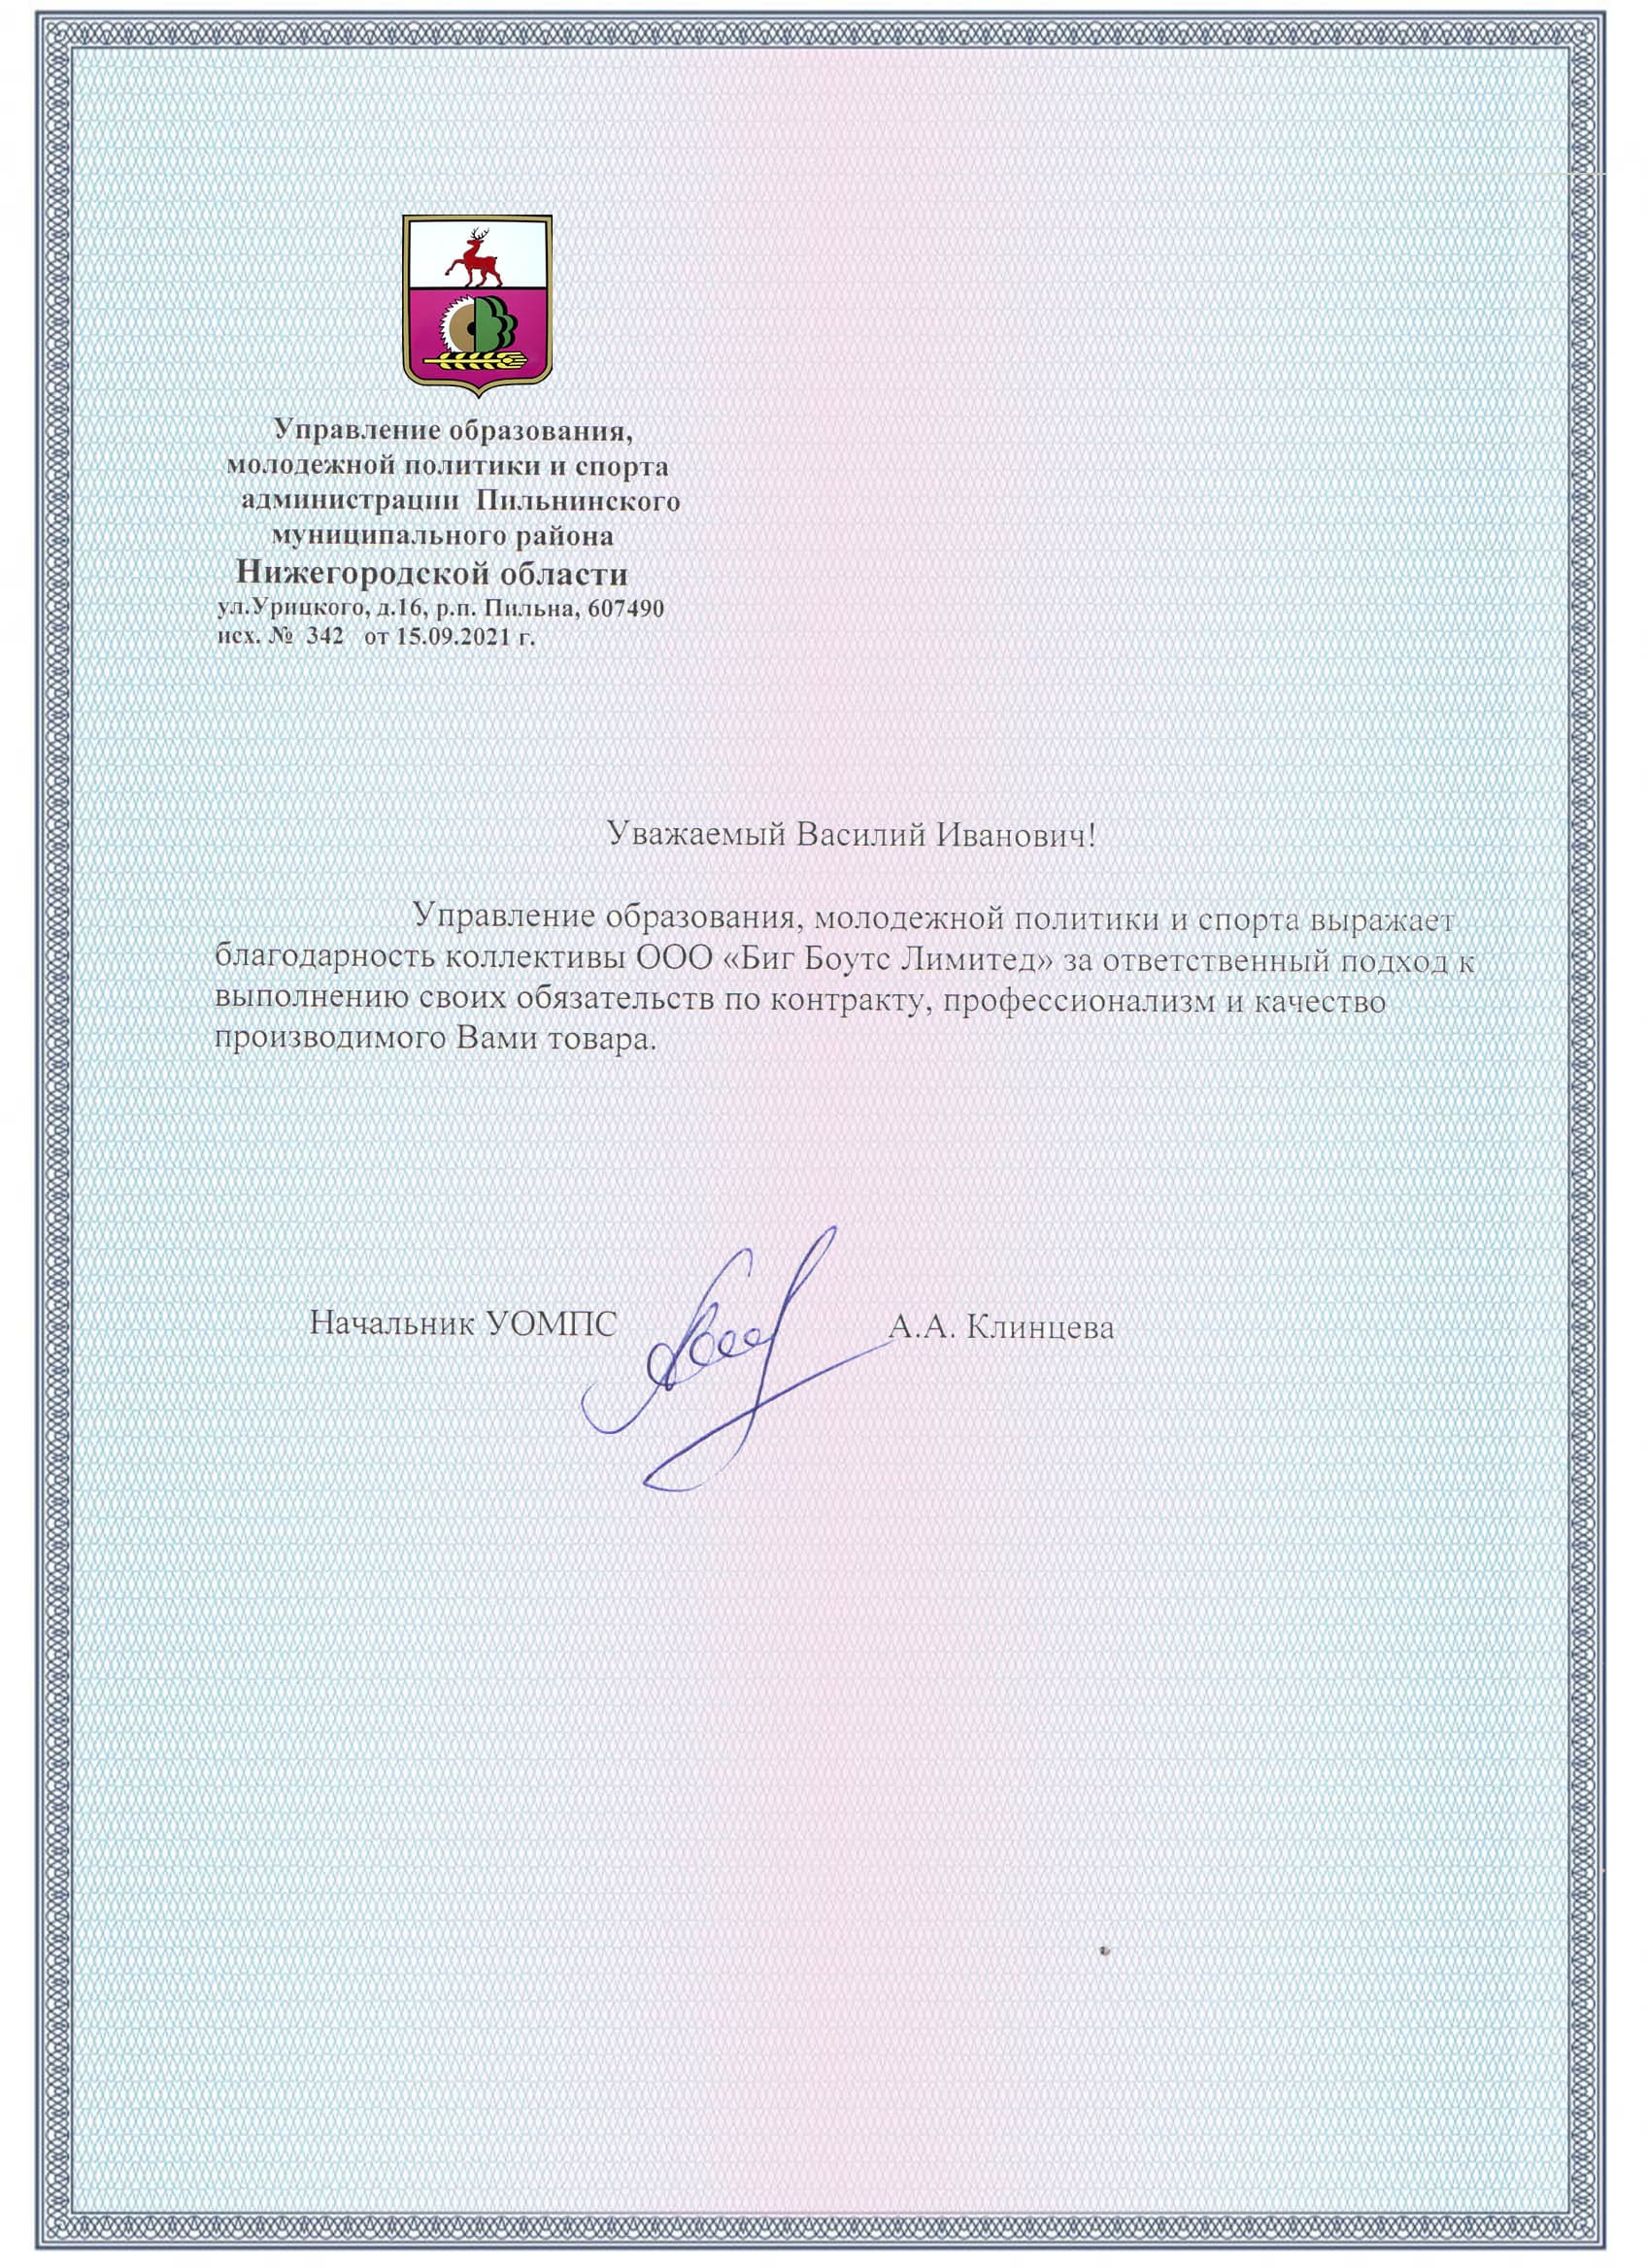 Управление образования,
молодежной политики и спорта
администрации Пильнинского
муниципального района
Нижегородской области
ул.Урицкого, д.16, р.п. Пильна, 607490
исх. № 342 от 15.09.2021 г.
Уважаемый Василий Иванович!
Управление образования, молодежной политики и спорта выражает
благодарность коллективы ООО «Биг Боутс Лимитед» за ответственный подход к
выполнению своих обязательств по контракту, профессионализм и качество
производимого Вами товара.
Начальник УОМПС А.А. Клинцева